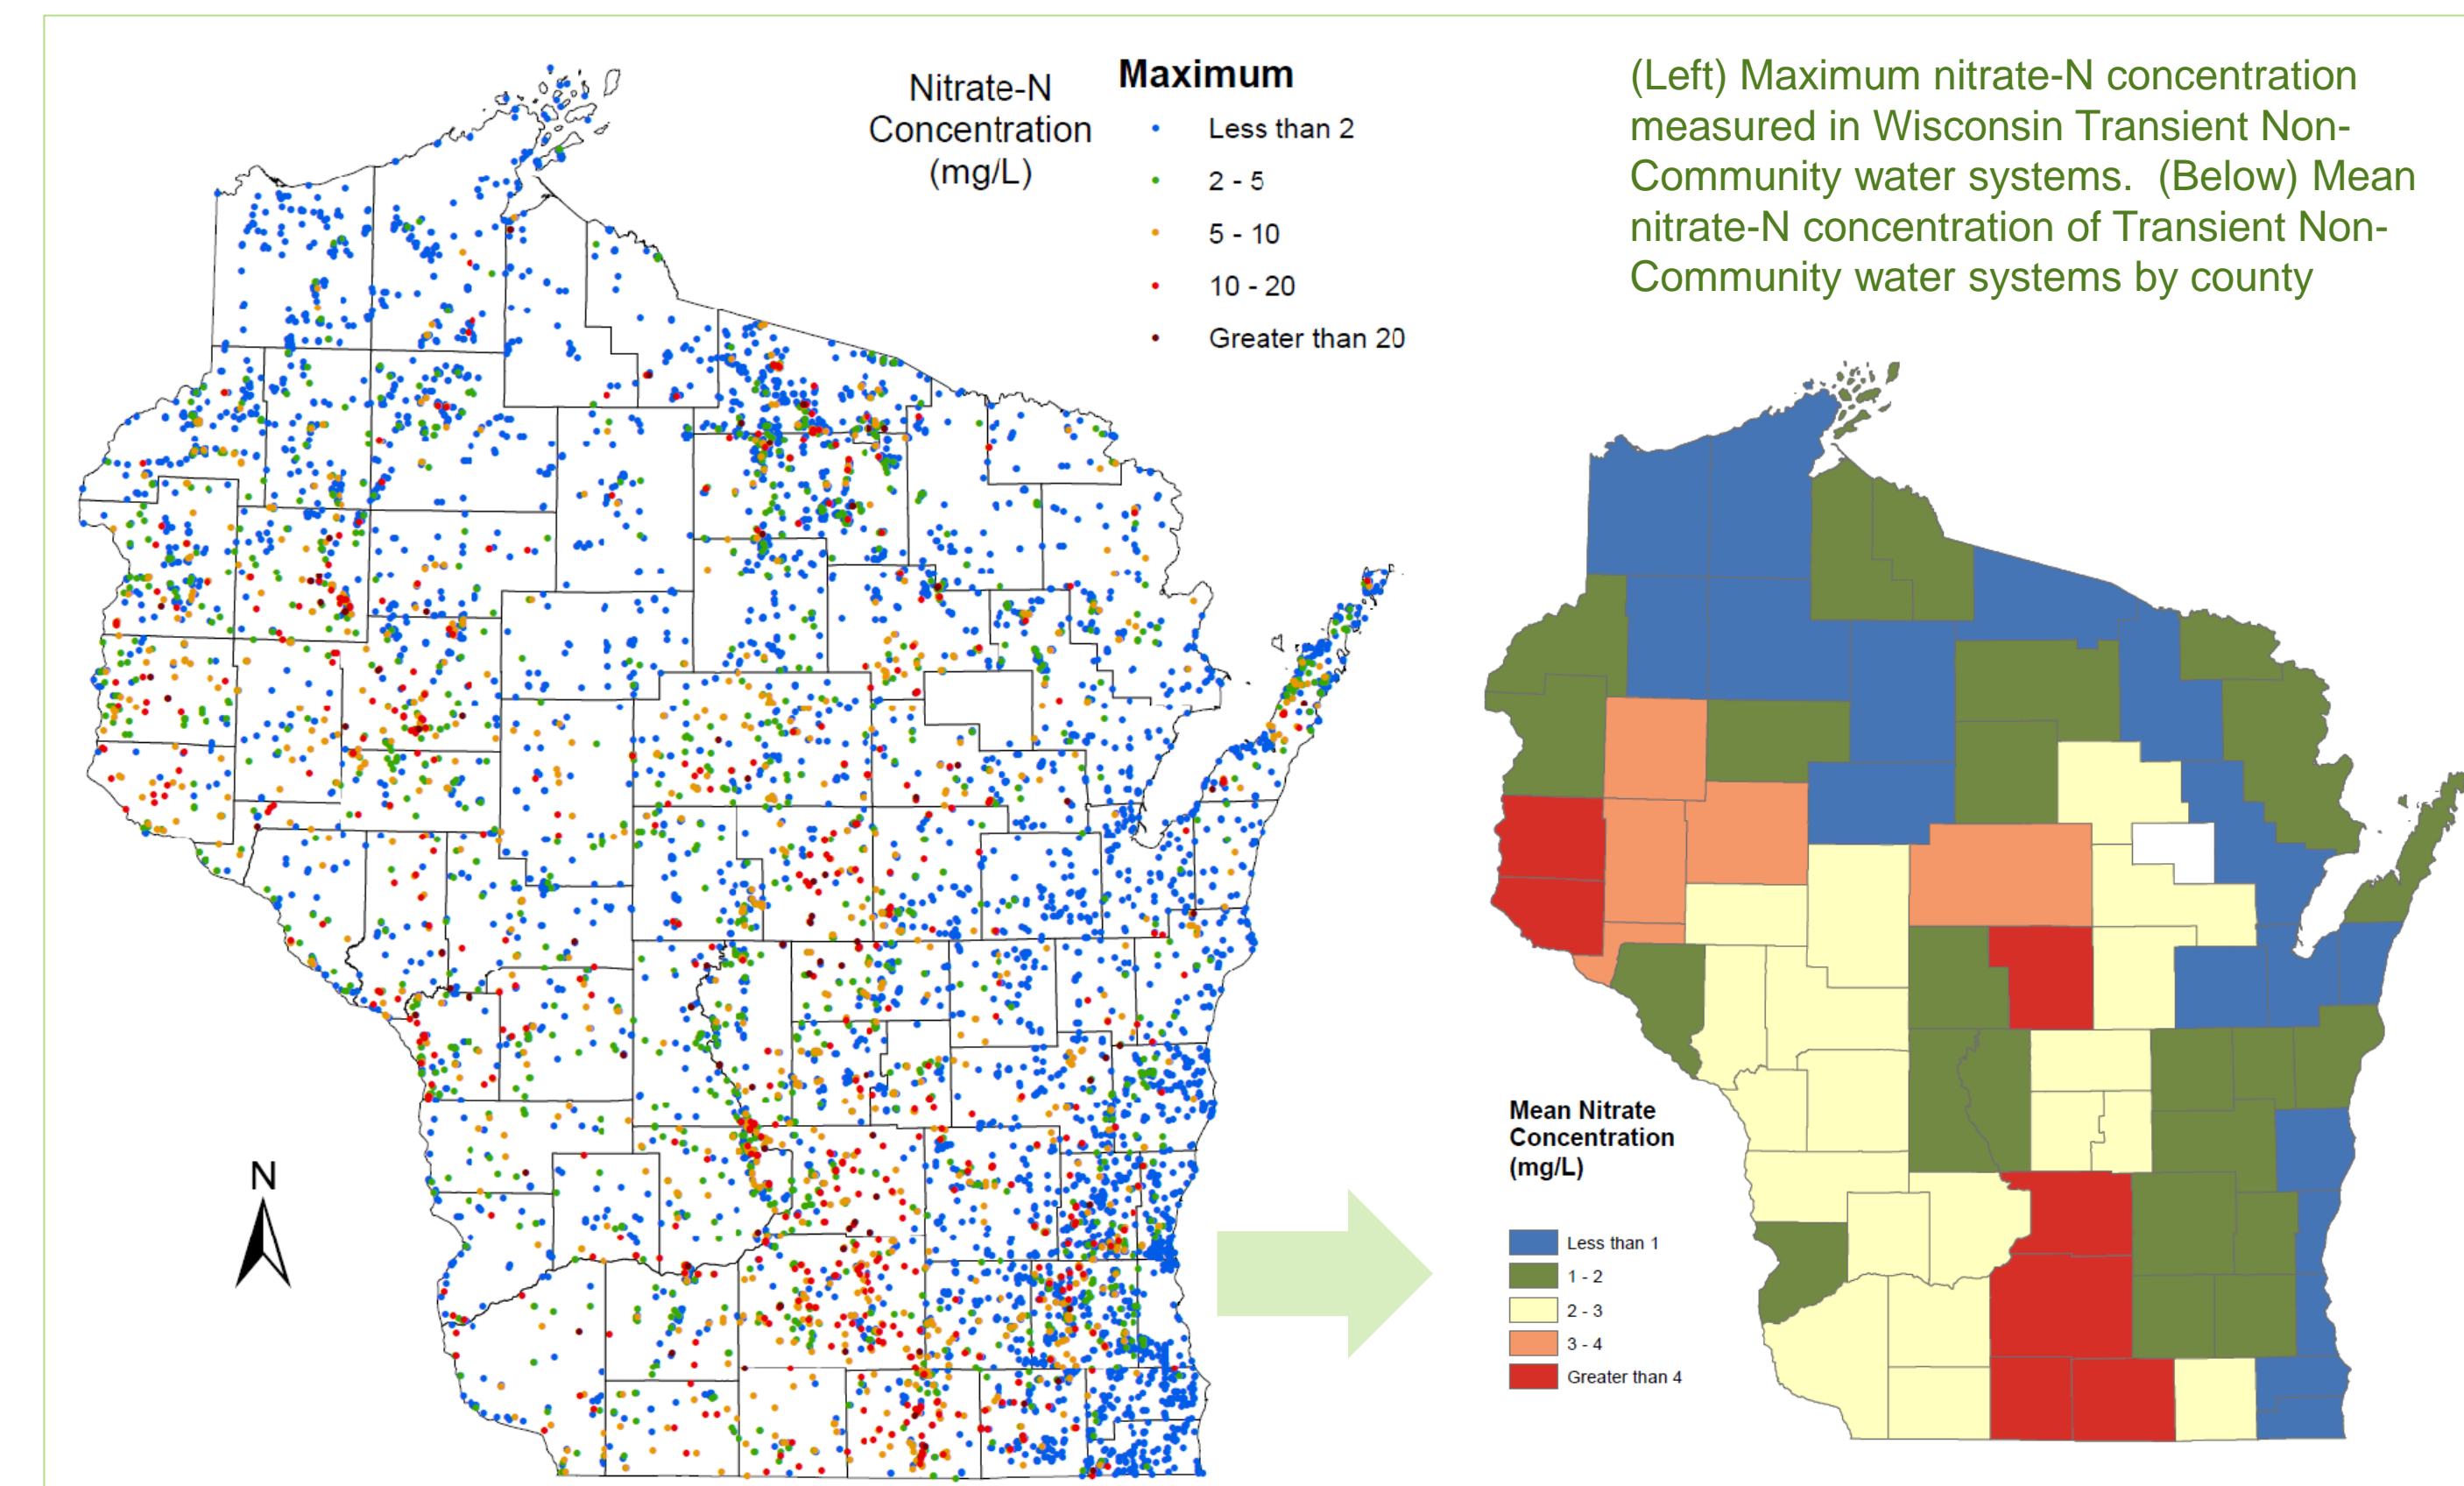 Nitrate-N
Concentration
(mg/L)
Maximum
Less than 2
2 - 5
5 - 10
10 - 20
Greater than 20
(Left) Maximum nitrate-N concentration
measured in Wisconsin Transient Non-
Community water systems.  (Below) Mean
nitrate-N concentration of Transient Non-
Community water systems by county
N
Mean Nitrate
Concentration
(mg/L)
Less than 1
1 - 2
2 - 3
3 - 4
Greater than 4